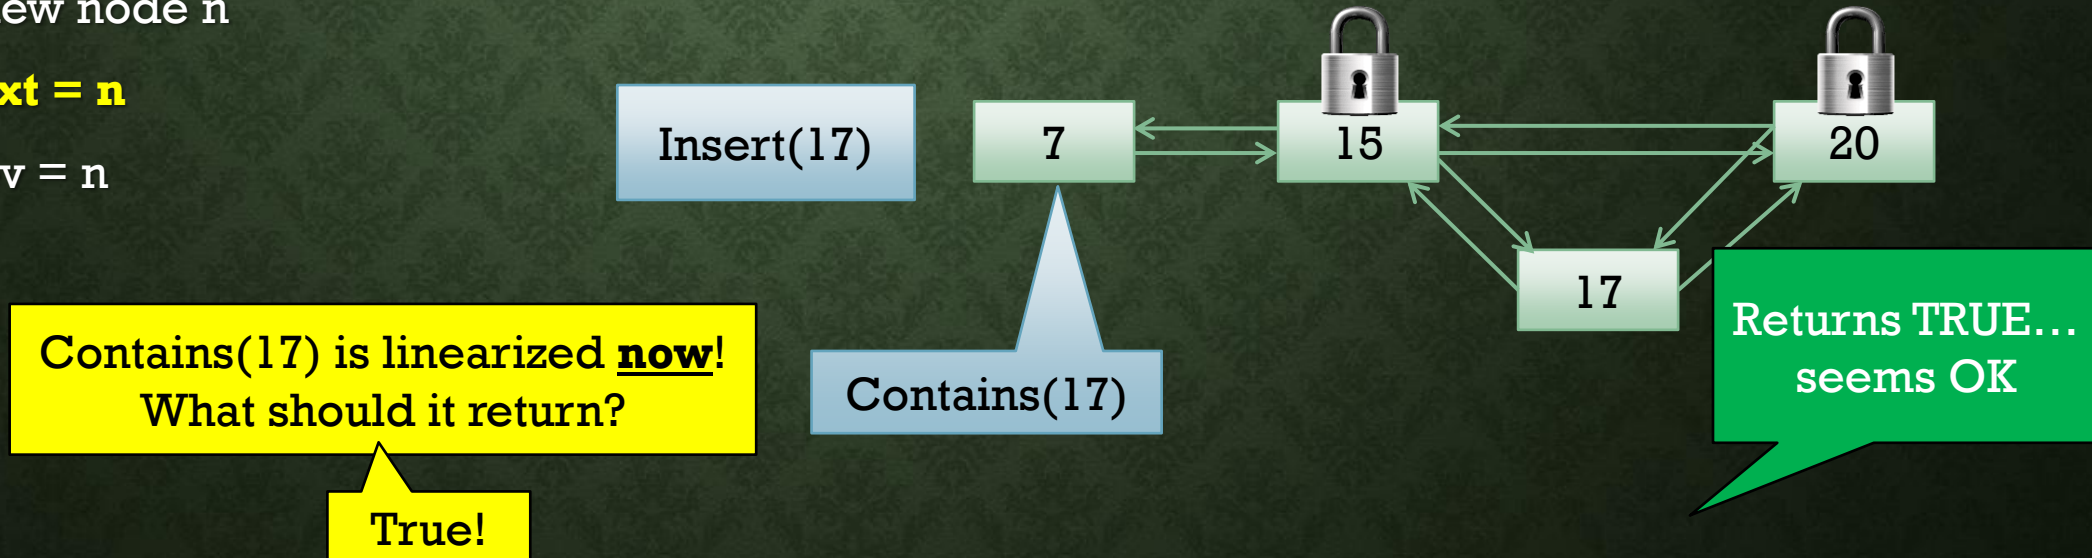 ew node n
xt = n
v = n
Insert(17)
7
15
20
17
Contains(17) is linearized now!
What should it return?
True!
Contains(17)
Returns TRUE…
seems OK